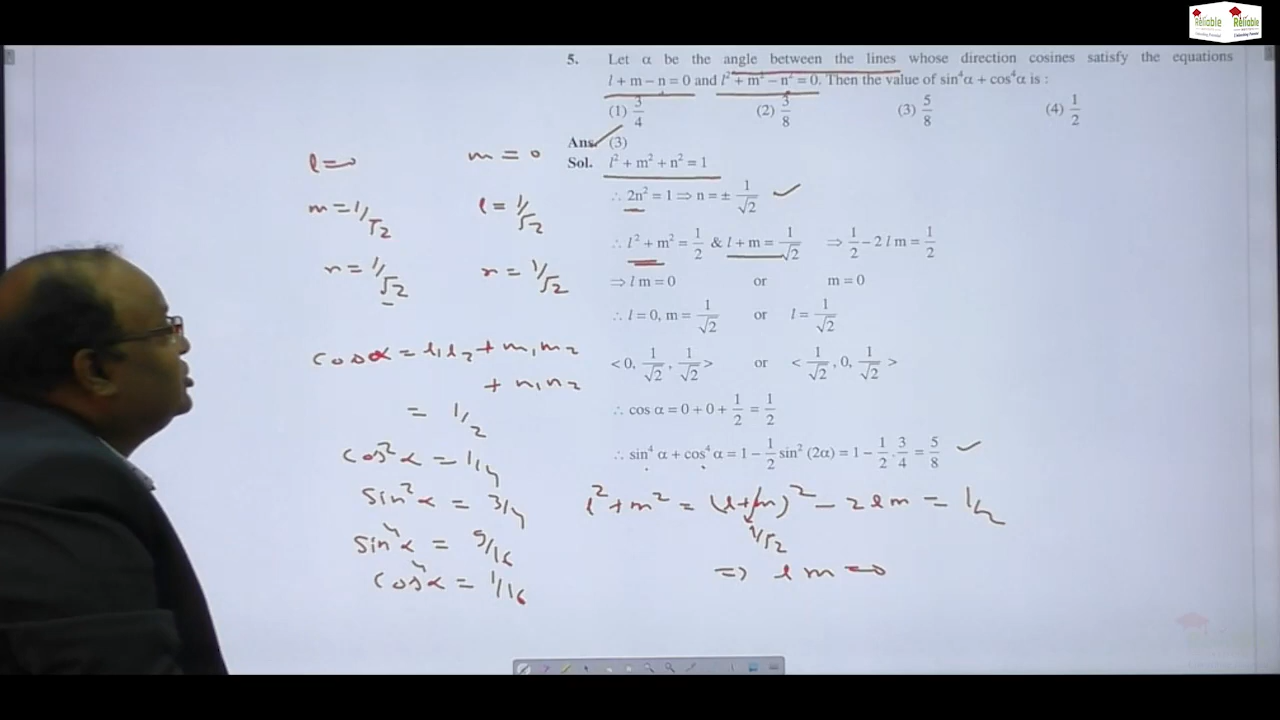 Reliable Reliable
5. Let α be the angle between the lines whose direction cosines satisfy the equations
l + m – n = 0 and l² + m² – n² = 0. Then the value of sin⁴α + cos⁴α is :
(1) 3/4 (2) 3/8 (3) 5/8 (4) 1/2
Ans. (3)
Sol. l² + m² + n² = 1
∴ 2n² = 1 ⇒ n = ± 1/√2
∴ l² + m² = 1/2 & l + m = 1/√2 ⇒ 1/2 – 2 l m = 1/2
⇒ l m = 0 or m = 0
∴ l = 0, m = 1/√2 or l = 1/√2
< 0, 1/√2, 1/√2 > or < 1/√2, 0, 1/√2 >
∴ cos α = 0 + 0 + 1/2 = 1/2
∴ sin⁴ α + cos⁴ α = 1 – 1/2 sin² (2α) = 1 – 1/2 . 3/4 = 5/8
l² + m² = (l+m)² – 2lm = 1/2
1/√2
⇒ l m = 0
l = 0 m = 0
m = 1/√2 l = 1/√2
n = 1/√2 n = 1/√2
cos α = l₁l₂ + m₁m₂
+ n₁n₂
= 1/2
cos² α = 1/4
sin² α = 3/4
sin⁴ α = 9/16
cos⁴ α = 1/16